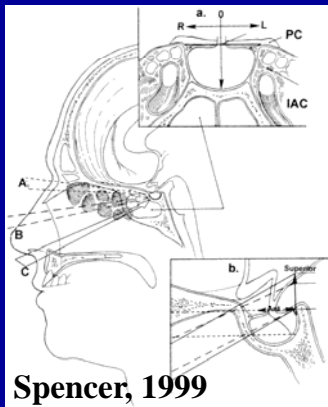 a.
0
R L
PC
IAC
A
B
C
b.
Superior
Spencer, 1999